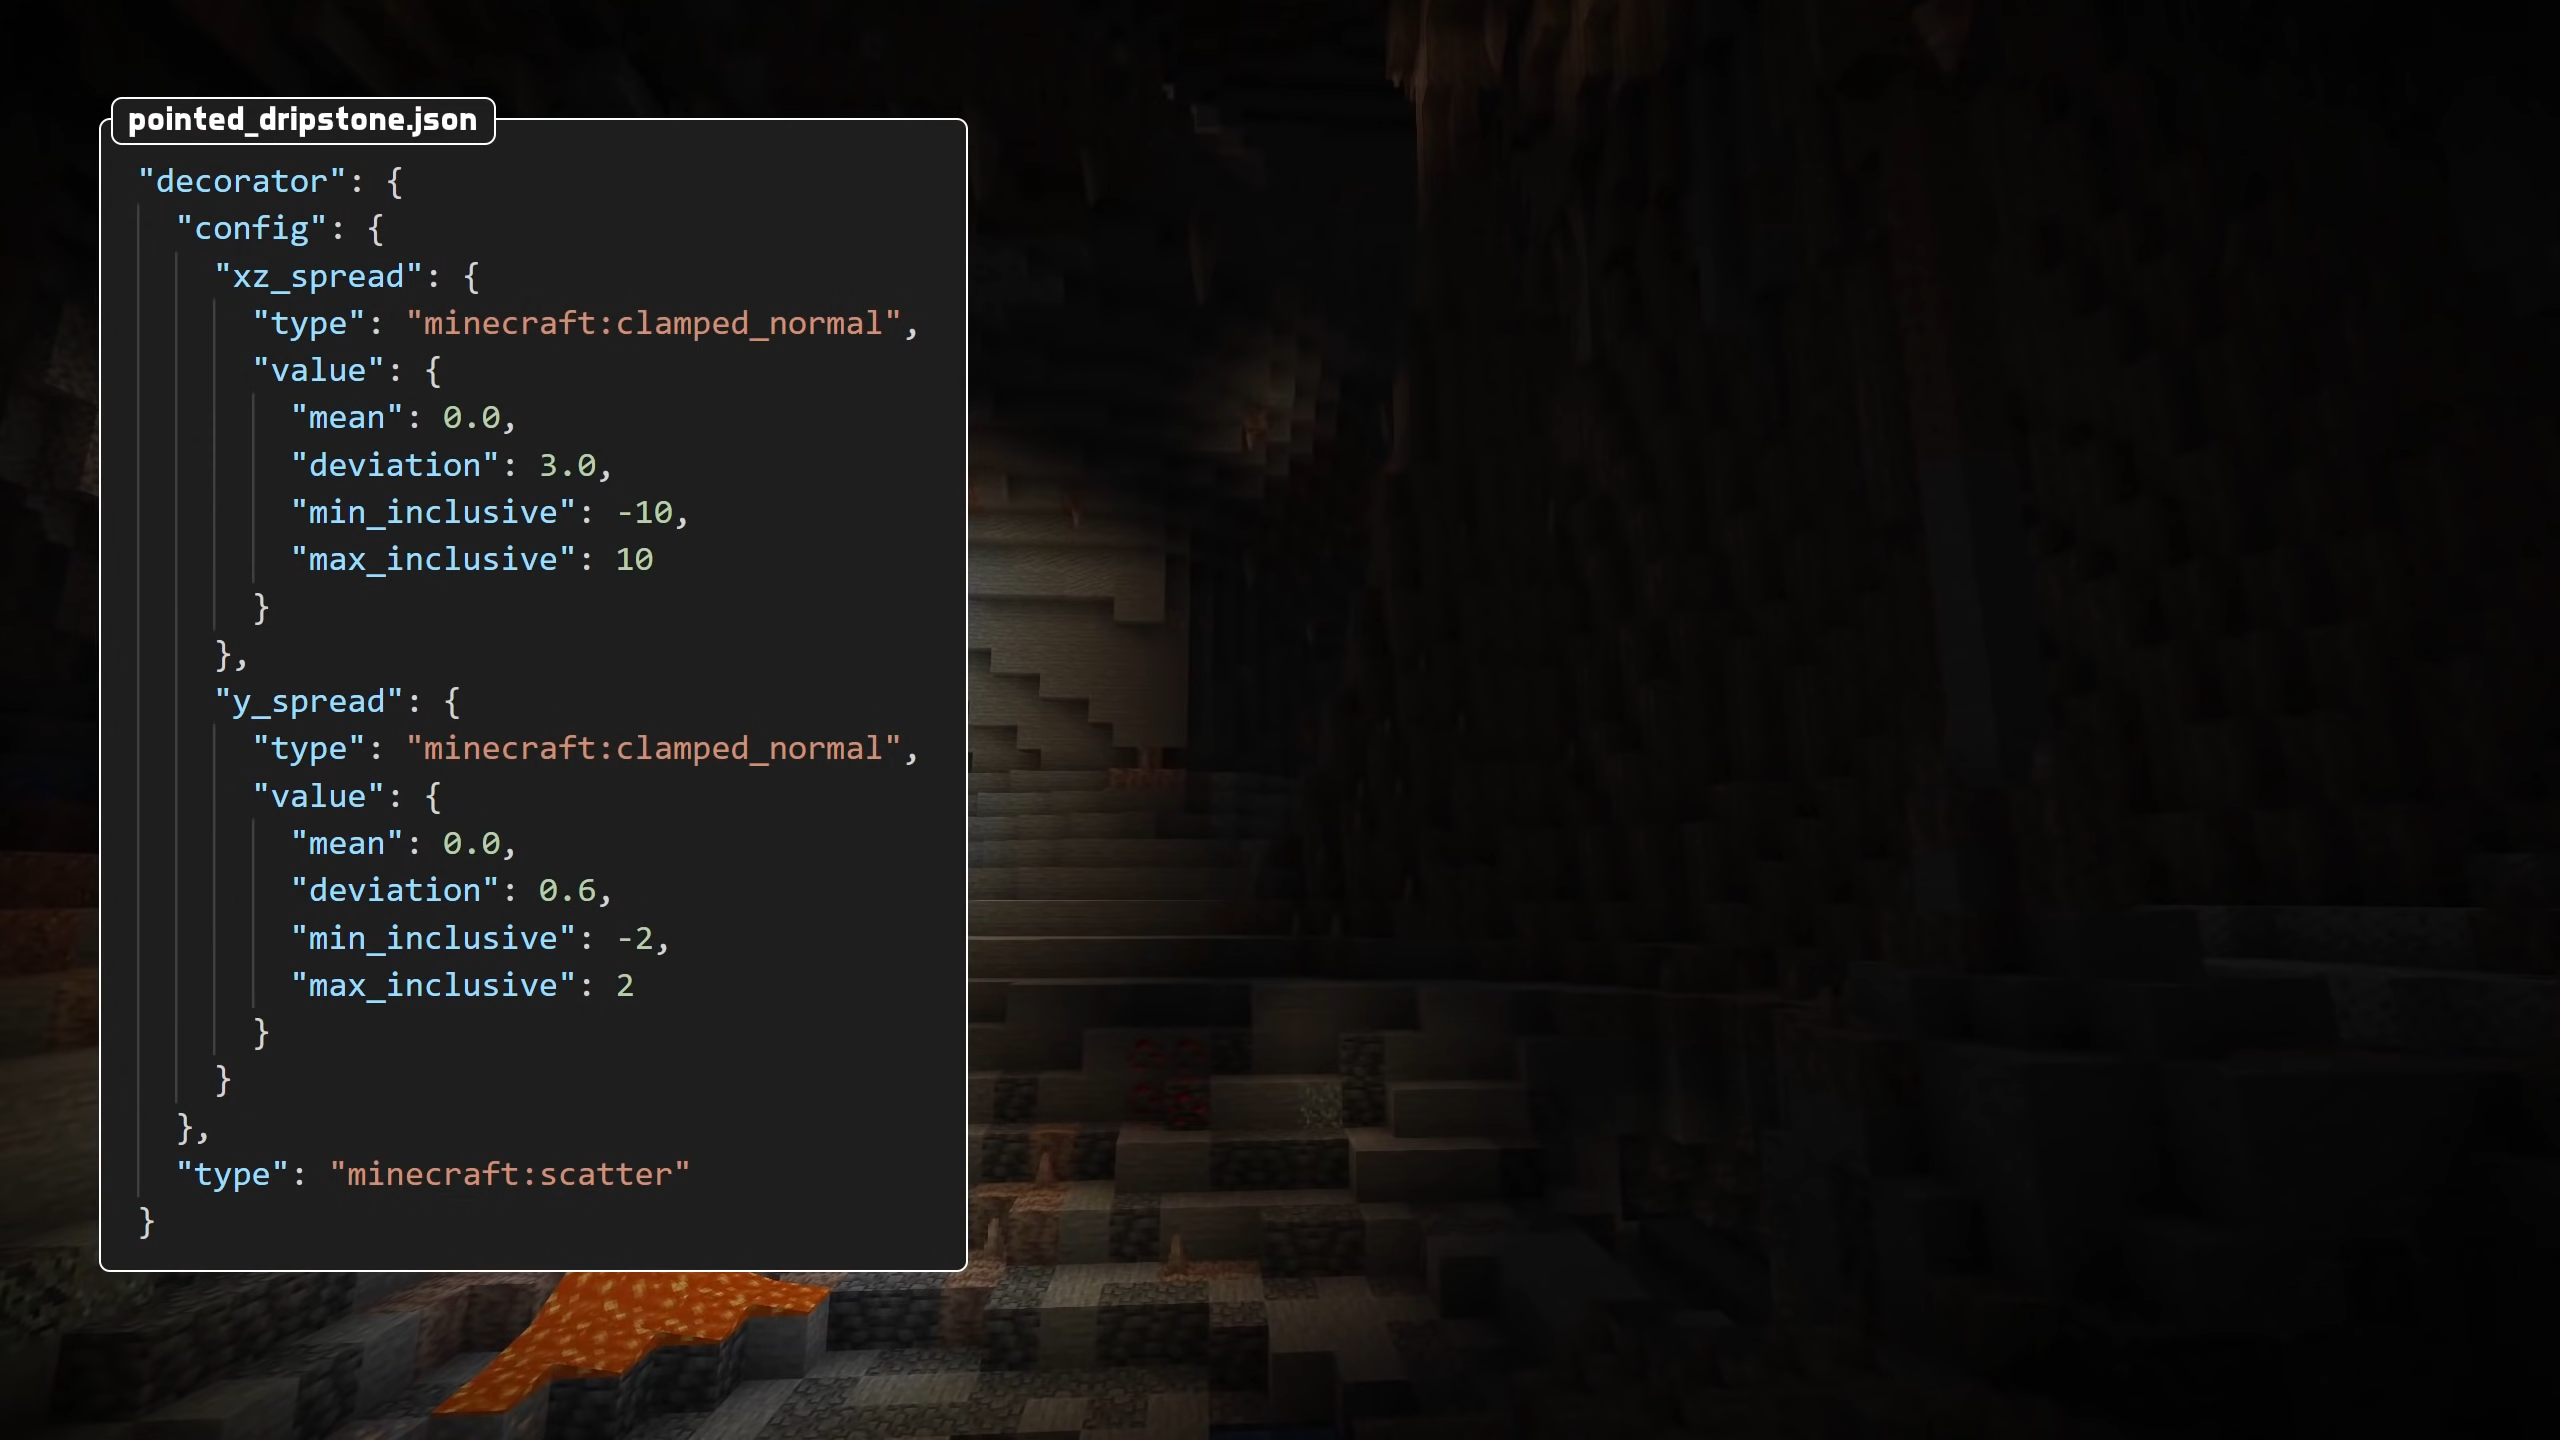 pointed_dripstone.json
"decorator": {
"config": {
"xz_spread": {
"type": "minecraft:clamped_normal",
"value": {
"mean": 0.0,
"deviation": 3.0,
"min_inclusive": -10,
"max_inclusive": 10
}
},
"y_spread": {
"type": "minecraft:clamped_normal",
"value": {
"mean": 0.0,
"deviation": 0.6,
"min_inclusive": -2,
"max_inclusive": 2
}
}
},
"type": "minecraft:scatter"
}